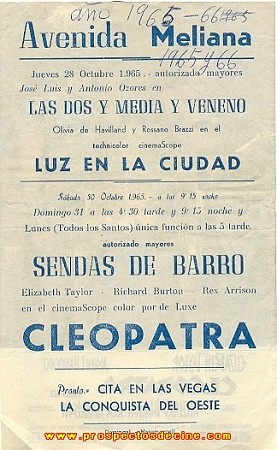 año 1965-66 1965
Avenida Meliana
1965 y 66
Jueves 28 Octubre 1.965.- autorizado mayores
José Luis y Antonio Ozores en
LAS DOS Y MEDIA Y VENENO
Olivia de Havilland y Rossano Brazzi en el
technicolor cinemaScope
LUZ EN LA CIUDAD
Sábado 30 Octubre 1965.- a las 9'15 noche
Domingo 31 a las 4'30 tarde y 9'15 noche y
Lunes (Todos los Santos) única función a las 5 tarde
autorizado mayores
SENDAS DE BARRO
Elizabeth Taylor - Richard Burton - Rex Arrison
en el cinemaScope color por de Luxe
CLEOPATRA
Pronto.= CITA EN LAS VEGAS
LA CONQUISTA DEL OESTE
www.prospectosdecine.com